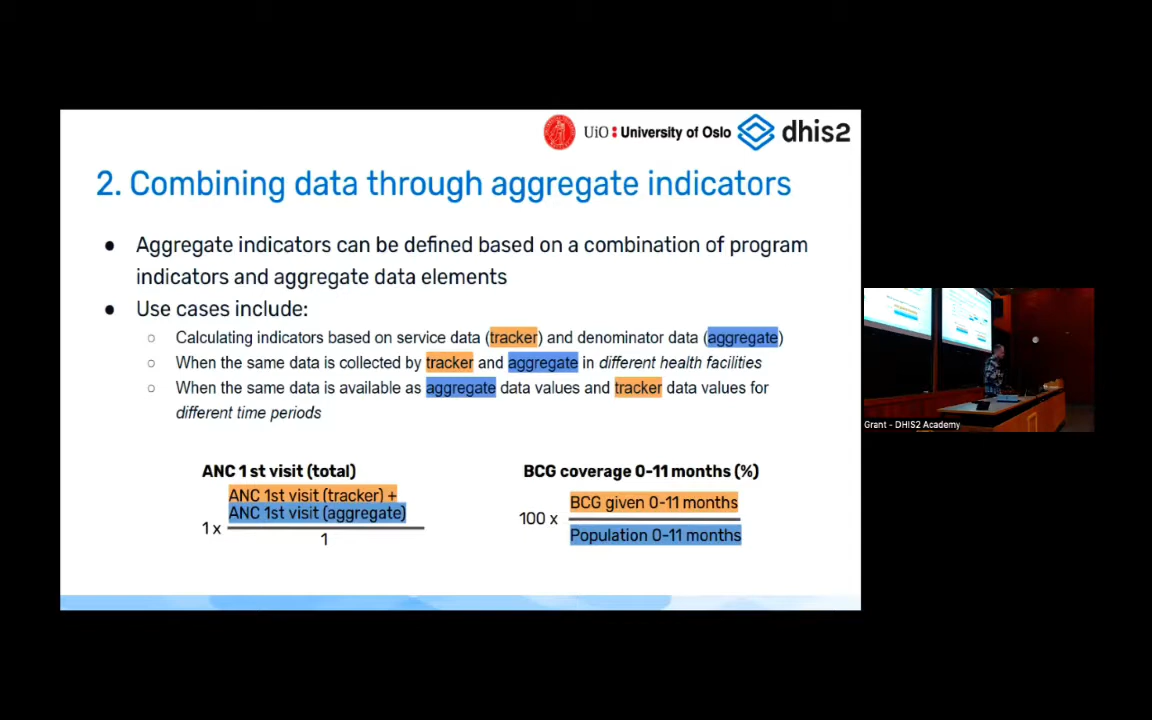 UiO: University of Oslo dhis2
2. Combining data through aggregate indicators
● Aggregate indicators can be defined based on a combination of program
indicators and aggregate data elements
● Use cases include:
○ Calculating indicators based on service data (tracker) and denominator data (aggregate)
○ When the same data is collected by tracker and aggregate in different health facilities
○ When the same data is available as aggregate data values and tracker data values for
different time periods
ANC 1st visit (total)
ANC 1st visit (tracker) +
ANC 1st visit (aggregate)
1 x
1
BCG coverage 0-11 months (%)
BCG given 0-11 months
100 x
Population 0-11 months
Grant - DHIS2 Academy